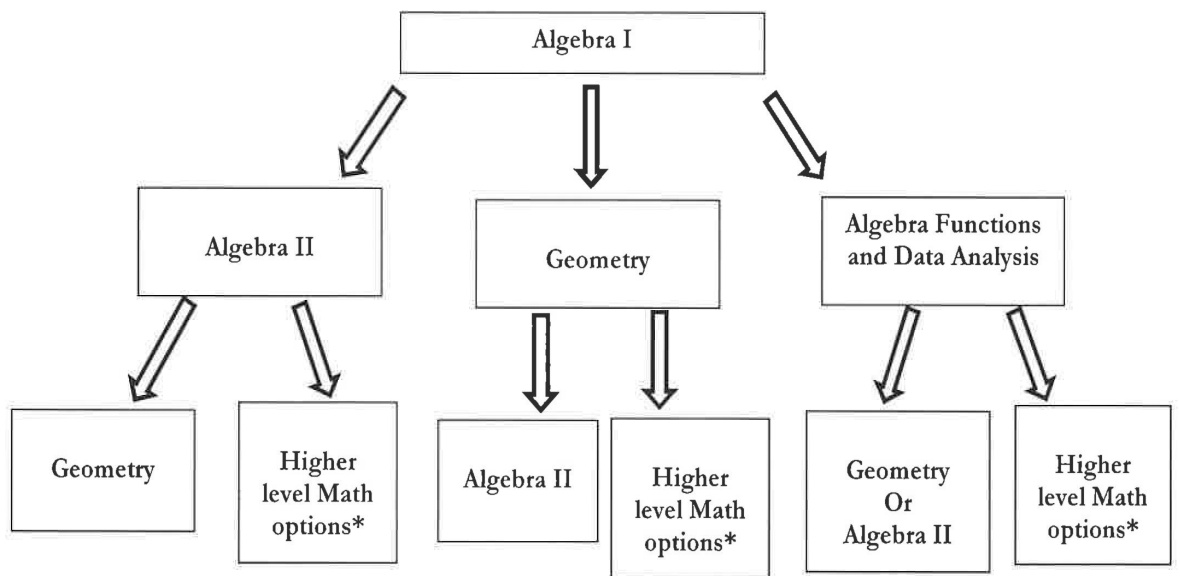 Algebra I
Algebra II
Geometry
Algebra Functions
and Data Analysis
Geometry
Higher
level Math
options*
Algebra II
Higher
level Math
options*
Geometry
Or
Algebra II
Higher
level Math
options*